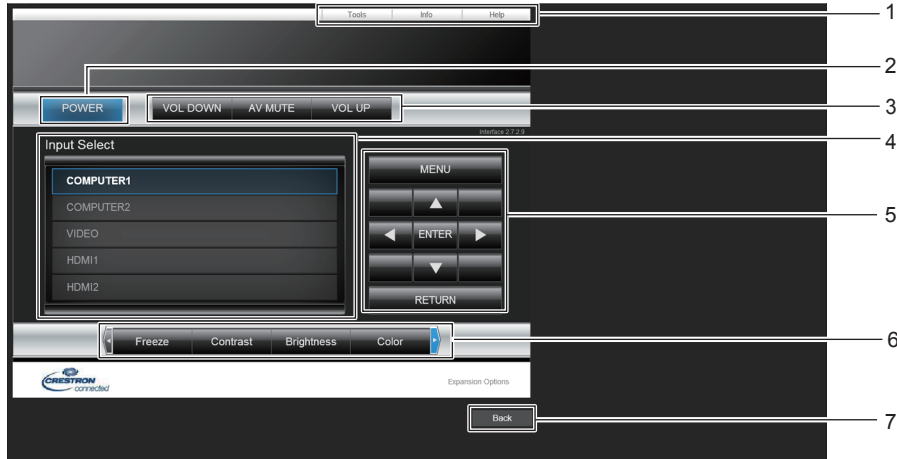 Tools Info Help
1
2
POWER VOL DOWN AV MUTE VOL UP
3
Interface 2.7.2.9
4
Input Select
MENU
COMPUTER1
COMPUTER2
5
VIDEO
ENTER
HDMI1
HDMI2
RETURN
Freeze Contrast Brightness Color
6
CRESTRON
connected
Expansion Options
Back
7